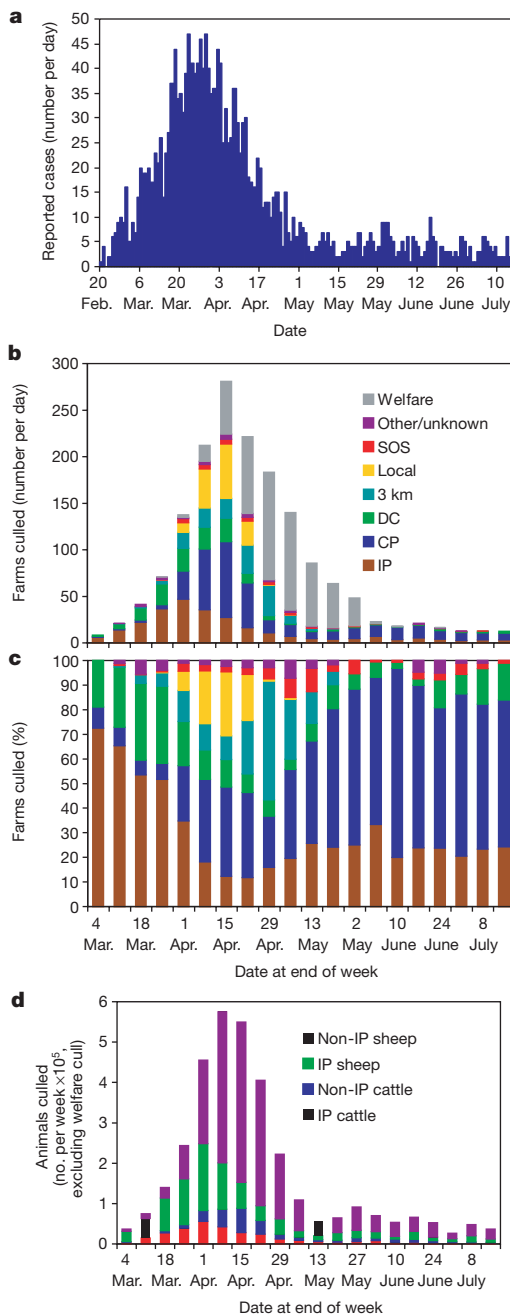 a
Reported cases (number per day)
50
45
40
35
30
25
20
15
10
5
0
20 6 20 3 17 1 15 29 12 26 10
Feb. Mar. Mar. Apr. Apr. May May May June June July
Date
b
Farms culled (number per day)
300
250
200
150
100
50
0
Welfare
Other/unknown
SOS
Local
3 km
DC
CP
IP
c
Farms culled (%)
100
90
80
70
60
50
40
30
20
10
0
4 18 1 15 29 13 2 10 24 8
Mar. Mar. Apr. Apr. Apr. May May June June July
Date at end of week
d
Animals culled
(no. per week ×10⁵,
excluding welfare cull)
6
5
4
3
2
1
0
Non-IP sheep
IP sheep
Non-IP cattle
IP cattle
4 18 1 15 29 13 27 10 24 8
Mar. Mar. Apr. Apr. Apr. May May June June July
Date at end of week